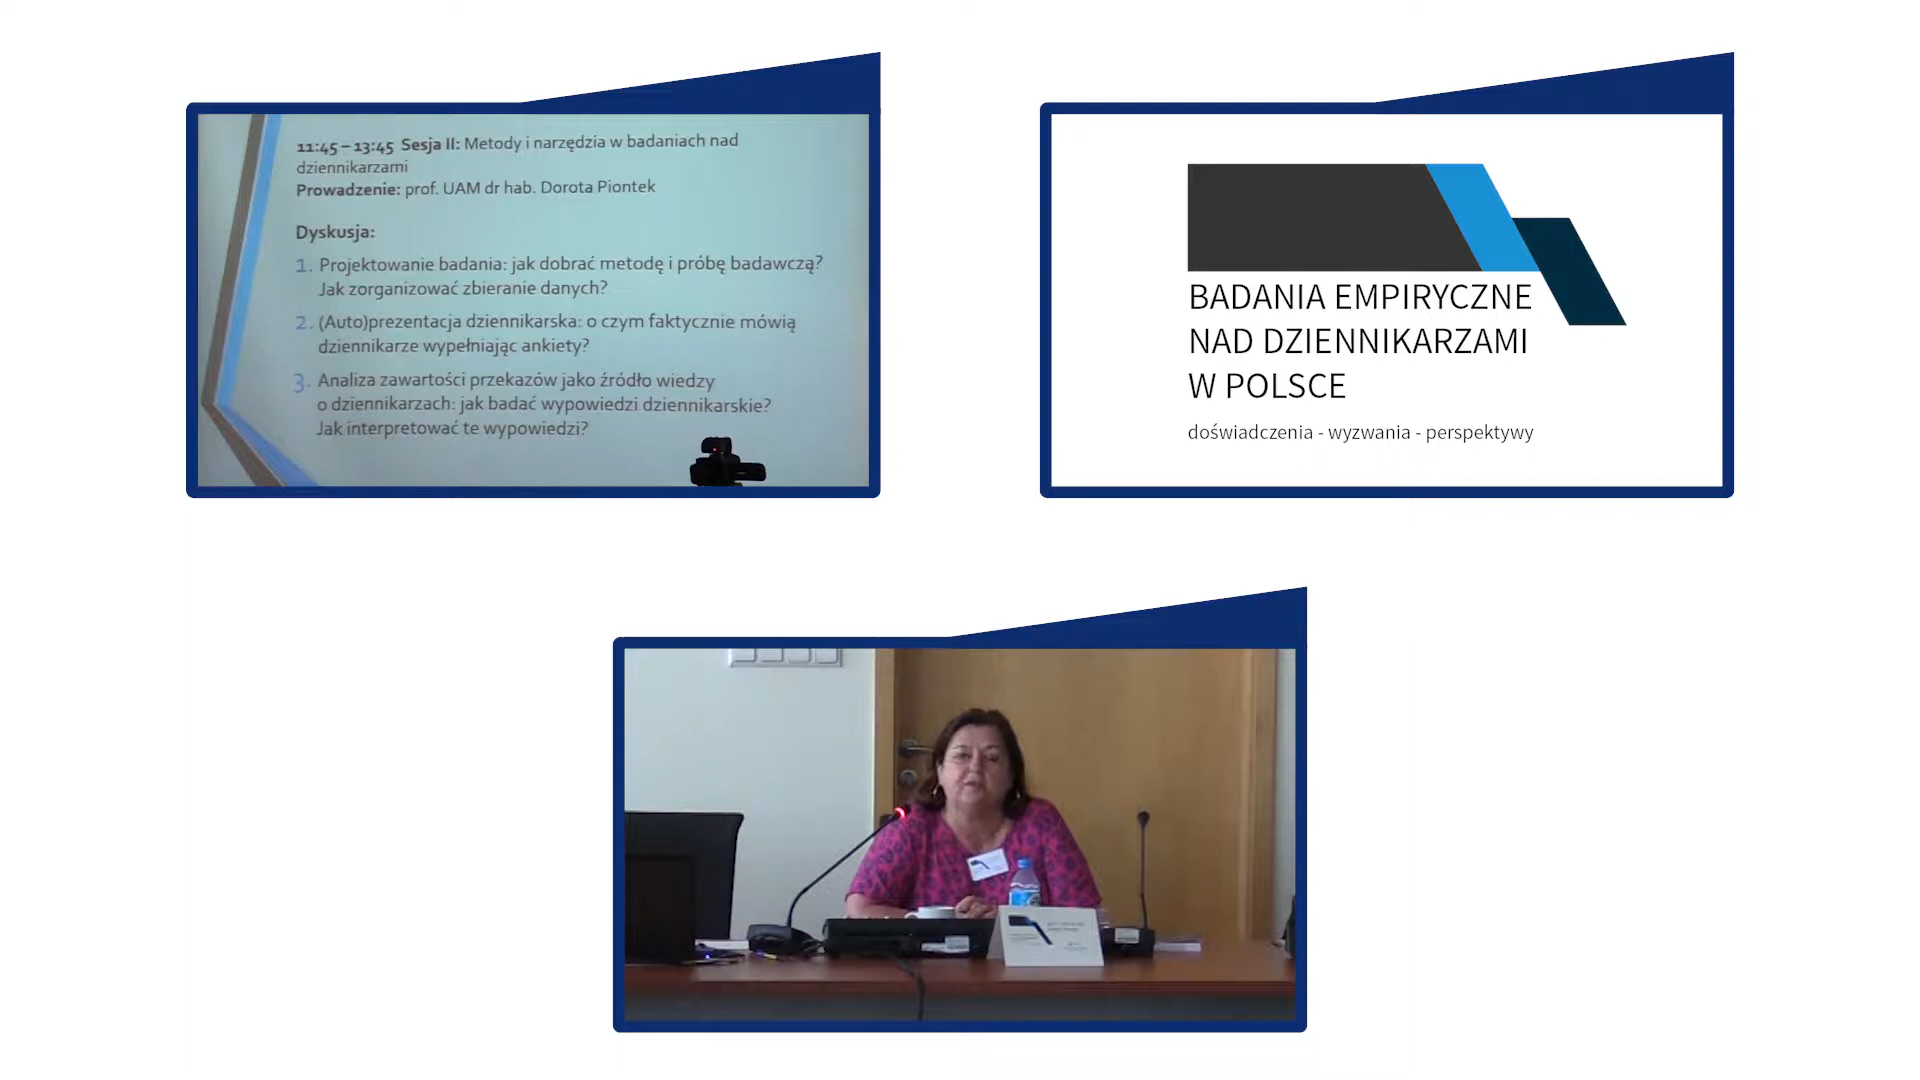 11:45 – 13:45 Sesja II: Metody i narzędzia w badaniach nad
dziennikarzami
Prowadzenie: prof. UAM dr hab. Dorota Piontek
Dyskusja:
1. Projektowanie badania: jak dobrać metodę i próbę badawczą?
Jak zorganizować zbieranie danych?
2. (Auto)prezentacja dziennikarska: o czym faktycznie mówią
dziennikarze wypełniając ankiety?
3. Analiza zawartości przekazów jako źródło wiedzy
o dziennikarzach: jak badać wypowiedzi dziennikarskie?
Jak interpretować te wypowiedzi?
BADANIA EMPIRYCZNE
NAD DZIENNIKARZAMI
W POLSCE
doświadczenia - wyzwania - perspektywy